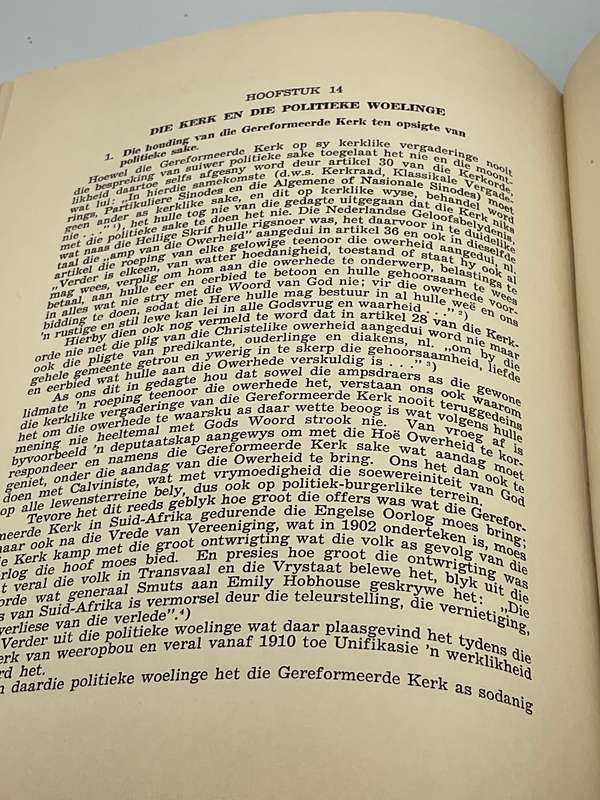 HOOFSTUK 14
DIE KERK EN DIE POLITIEKE WOELINGE
1. Die houding van die Gereformeerde Kerk ten opsigte van
politieke sake.
Hoewel die Gereformeerde Kerk op sy kerklike vergaderinge nooit
die bespreking van suiwer politieke sake toegelaat het nie en die moont-
likheid daartoe selfs afgesny word deur artikel 30 van die Kerkorde,
wat lui: „In hierdie samekomste (d.w.s. Kerkraad, Klassikale Vergade-
rings, Partikuliere Sinodes en die Algemene of Nasionale Sinodes) moet
geen ander as kerklike sake, en dit op kerklike wyse, behandel word
nie . . .” ¹), het hulle tog nie van die gedagte uitgegaan dat die Kerk niks
met die politieke sake te doen het nie. Die Nederlandse Geloofsbelydenis,
wat naas die Heilige Skrif hulle rigsnoer was, het daarvoor in te duidelike
taal die „amp van die Owerheid” aangedui in artikel 36 en ook in dieselfde
artikel die roeping van elke gelowige teenoor die owerheid aangedui, nl.
„Verder is elkeen, van watter hoedanigheid, toestand of staat hy ook al
mag wees, verplig om hom aan die owerhede te onderwerp, belastings te
betaal, aan hulle eer en eerbied te betoon en hulle gehoorsaam te wees
in alles wat nie stry met die Woord van God nie; vir die owerhede voor-
bidding te doen, sodat die Here hulle mag bestuur in al hulle weë en ons
'n rustige en stil lewe kan lei in alle Godsvrug en waarheid . . .” ²)
Hierby dien ook nog vermeld te word dat in artikel 28 van die Kerk-
orde nie net die plig van die Christelike owerheid aangedui word nie maar
ook die pligte van predikante, ouderlinge en diakens, nl. „om by die
gehele gemeente getrou en ywerig in te skerp die gehoorsaamheid, liefde
en eerbied wat hulle aan die Owerhede verskuldig is . . .” ³)
As ons dit in gedagte hou dat sowel die ampsdraers as die gewone
lidmate 'n roeping teenoor die owerheid het, verstaan ons ook waarom
die kerklike vergaderinge van die Gereformeerde Kerk nooit teruggedeins
het om die owerhede te waarsku as daar wette beoog is wat volgens hulle
mening nie heeltemal met Gods Woord strook nie. Van vroeg af is
byvoorbeeld 'n deputaatskap aangewys om met die Hoë Owerheid te kor-
respondeer en namens die Gereformeerde Kerk sake wat aandag moet
geniet, onder die aandag van die Owerheid te bring. Ons het dan ook te
doen met Calviniste, wat met vrymoedigheid die soewereiniteit van God
op alle lewensterreine bely, dus ook op politiek-burgerlike terrein.
Tevore het dit reeds geblyk hoe groot die offers was wat die Gerefor-
meerde Kerk in Suid-Afrika gedurende die Engelse Oorlog moes bring;
maar ook na die Vrede van Vereeniging, wat in 1902 onderteken is, moes
Kerk kamp met die groot ontwrigting wat die volk as gevolg van die
rlog die hoof moes bied. En presies hoe groot die ontwrigting was
t veral die volk in Transvaal en die Vrystaat belewe het, blyk uit die
orde wat generaal Smuts aan Emily Hobhouse geskrywe het: „Die
s van Suid-Afrika is vermorsel deur die teleurstelling, die vernietiging,
verliese van die verlede”.⁴)
Verder uit die politieke woelinge wat daar plaasgevind het tydens die
erk van weeropbou en veral vanaf 1910 toe Unifikasie 'n werklikheid
rd het.
n daardie politieke woelinge het die Gereformeerde Kerk as sodanig